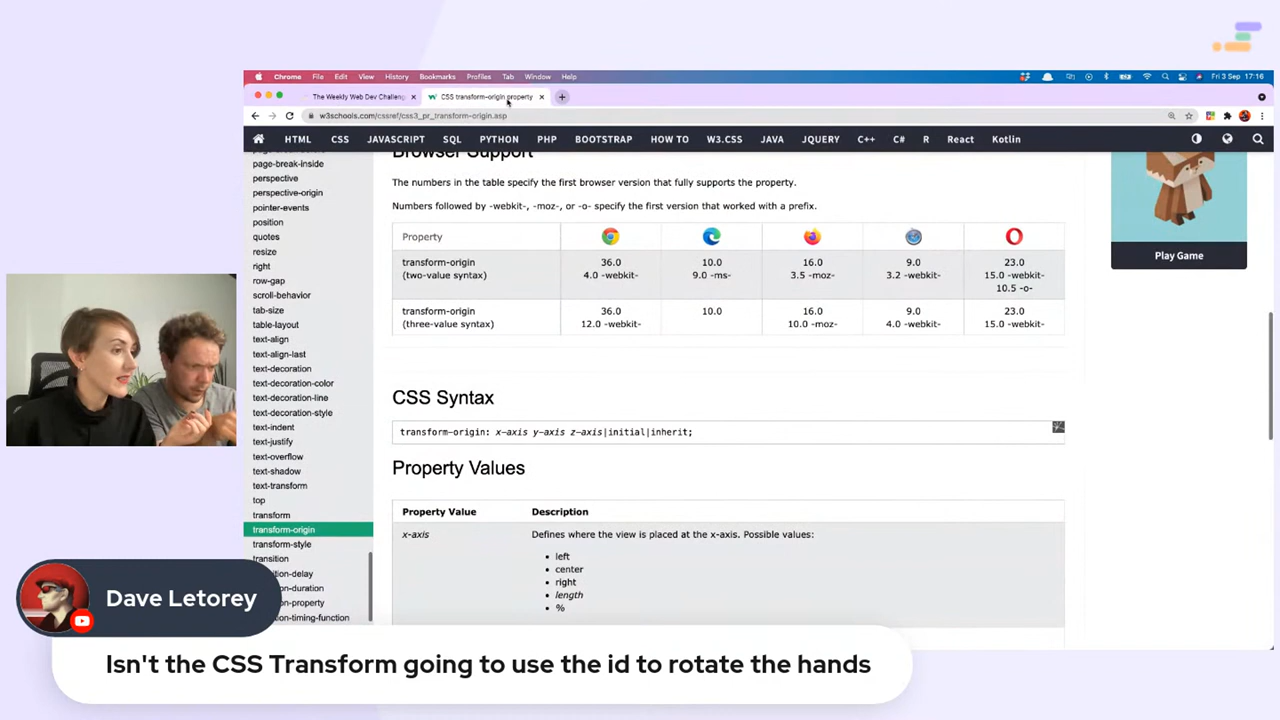 Chrome File Edit View History Bookmarks Profiles Tab Window Help Fri 3 Sep 17:16
The Weekly Web Dev Challeng CSS transform-origin property
w3schools.com/cssref/css3_pr_transform-origin.asp
HTML CSS JAVASCRIPT SQL PYTHON PHP BOOTSTRAP HOW TO W3.CSS JAVA JQUERY C++ C# R React Kotlin
page-break-inside
perspective
perspective-origin
pointer-events
position
quotes
resize
right
row-gap
scroll-behavior
tab-size
table-layout
text-align
text-align-last
text-decoration
text-decoration-color
text-decoration-line
text-decoration-style
text-indent
text-justify
text-overflow
text-shadow
text-transform
top
transform
transform-origin
transform-style
transition
on-delay
on-duration
on-property
on-timing-function
Browser Support
The numbers in the table specify the first browser version that fully supports the property.
Numbers followed by -webkit-, -moz-, or -o- specify the first version that worked with a prefix.
Property
transform-origin 36.0 10.0 16.0 9.0 23.0
(two-value syntax) 4.0 -webkit- 9.0 -ms- 3.5 -moz- 3.2 -webkit- 15.0 -webkit-
10.5 -o-
transform-origin 36.0 10.0 16.0 9.0 23.0
(three-value syntax) 12.0 -webkit- 10.0 -moz- 4.0 -webkit- 15.0 -webkit-
CSS Syntax
transform-origin: x-axis y-axis z-axis|initial|inherit;
Property Values
Property Value Description
x-axis Defines where the view is placed at the x-axis. Possible values:
left
center
right
length
%
Play Game
Dave Letorey
Isn't the CSS Transform going to use the id to rotate the hands